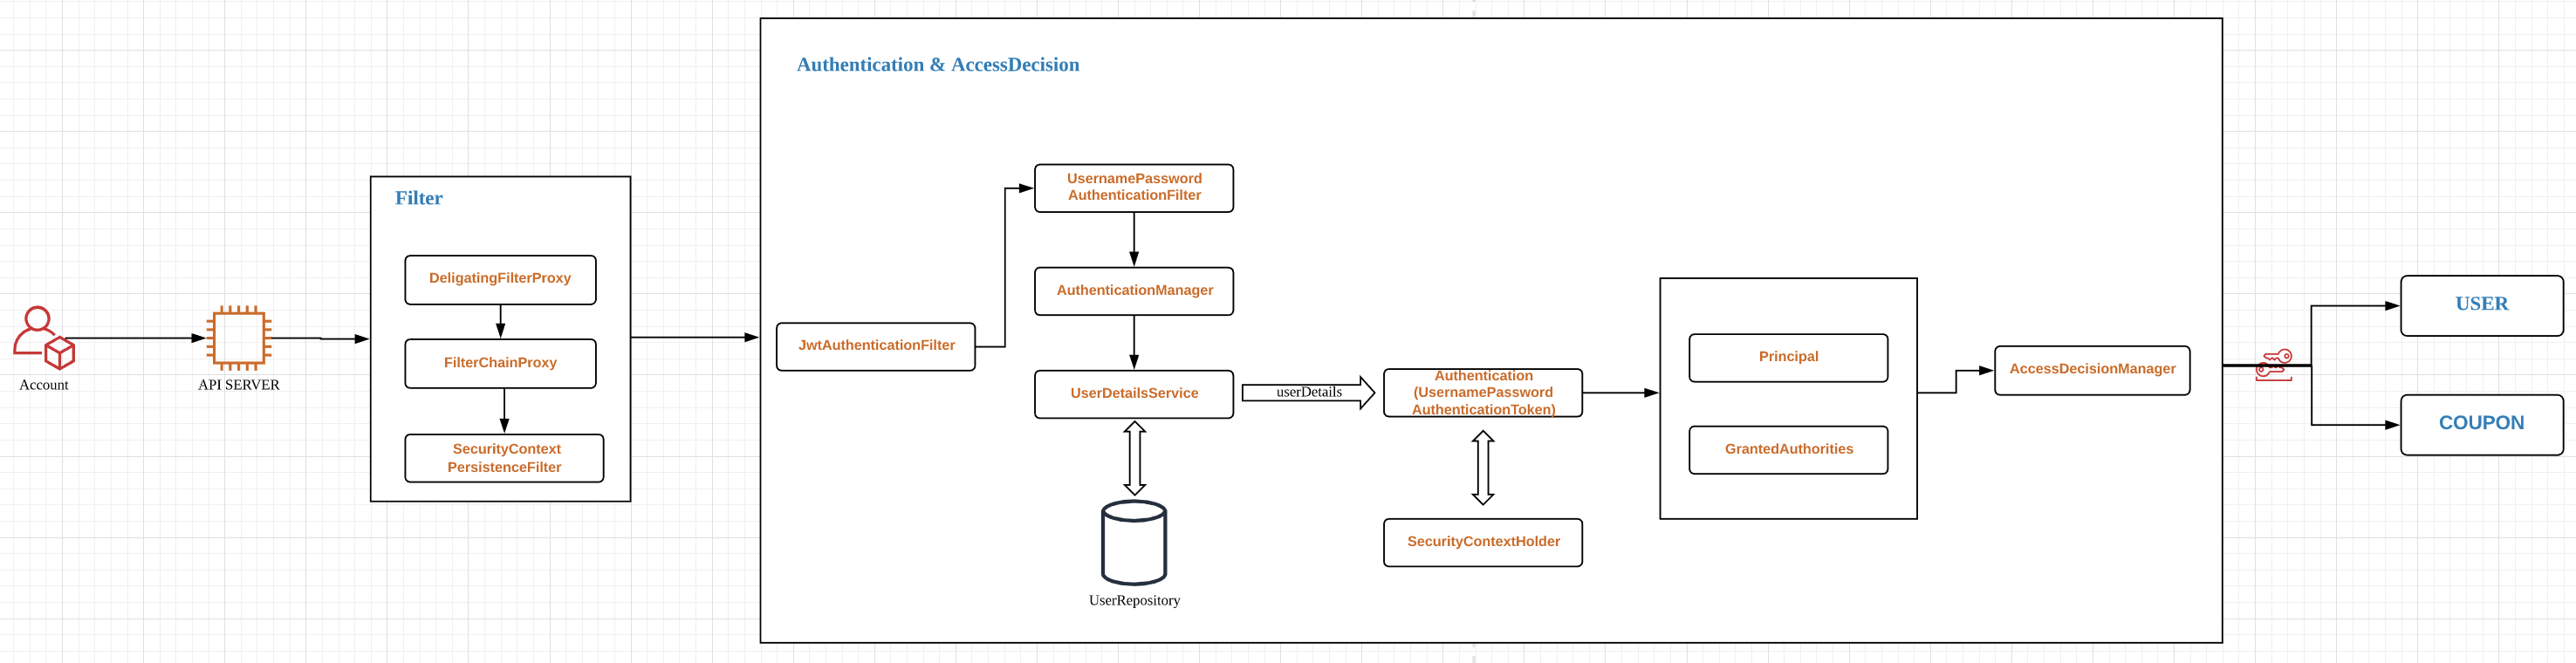 Account
API SERVER
Filter
DeligatingFilterProxy
FilterChainProxy
SecurityContext
PersistenceFilter
Authentication & AccessDecision
JwtAuthenticationFilter
UsernamePassword
AuthenticationFilter
AuthenticationManager
UserDetailsService
UserRepository
userDetails
Authentication
(UsernamePassword
AuthenticationToken)
SecurityContextHolder
Principal
GrantedAuthorities
AccessDecisionManager
USER
COUPON